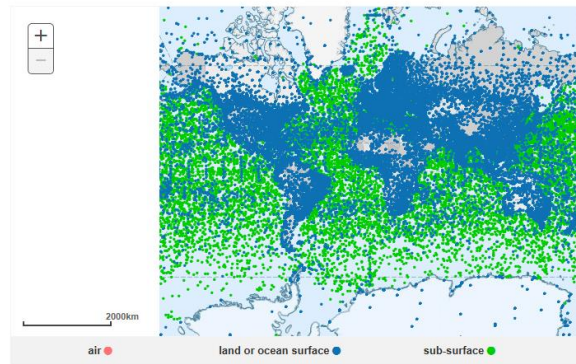 +
−
2000km
air
land or ocean surface
sub-surface